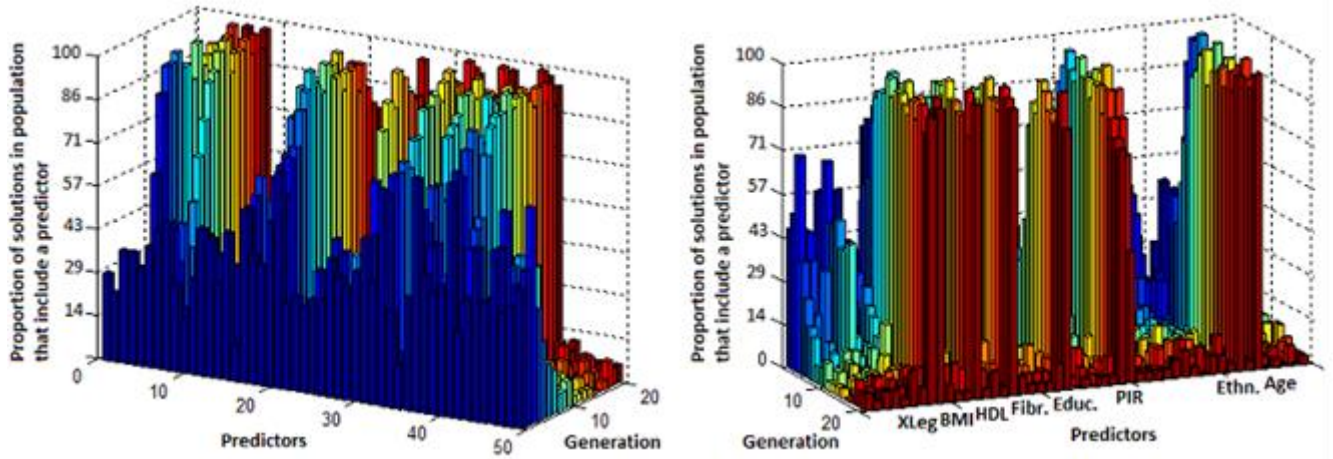 Proportion of solutions in population
that include a predictor
100
86
71
57
43
29
14
0
10
20
30
40
50
Predictors
10
20
Generation
Proportion of solutions in population
that include a predictor
100
86
71
57
43
29
14
0
10
20
Generation
XLeg BMI HDL Fibr. Educ. PIR Ethn. Age
Predictors